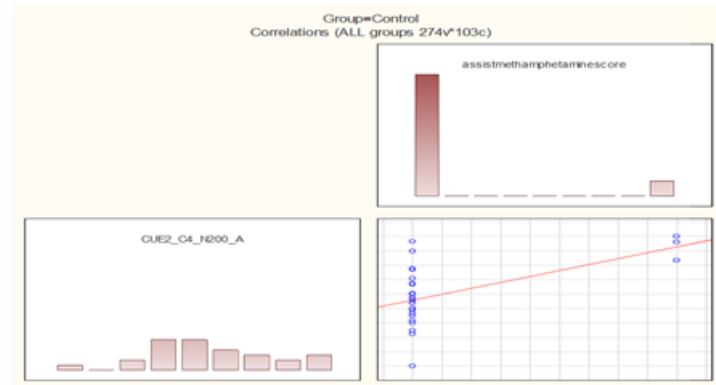 Group=Control
Correlations (ALL groups 274v*103c)
assistmethamphetaminescore
CUE2_C4_N200_A